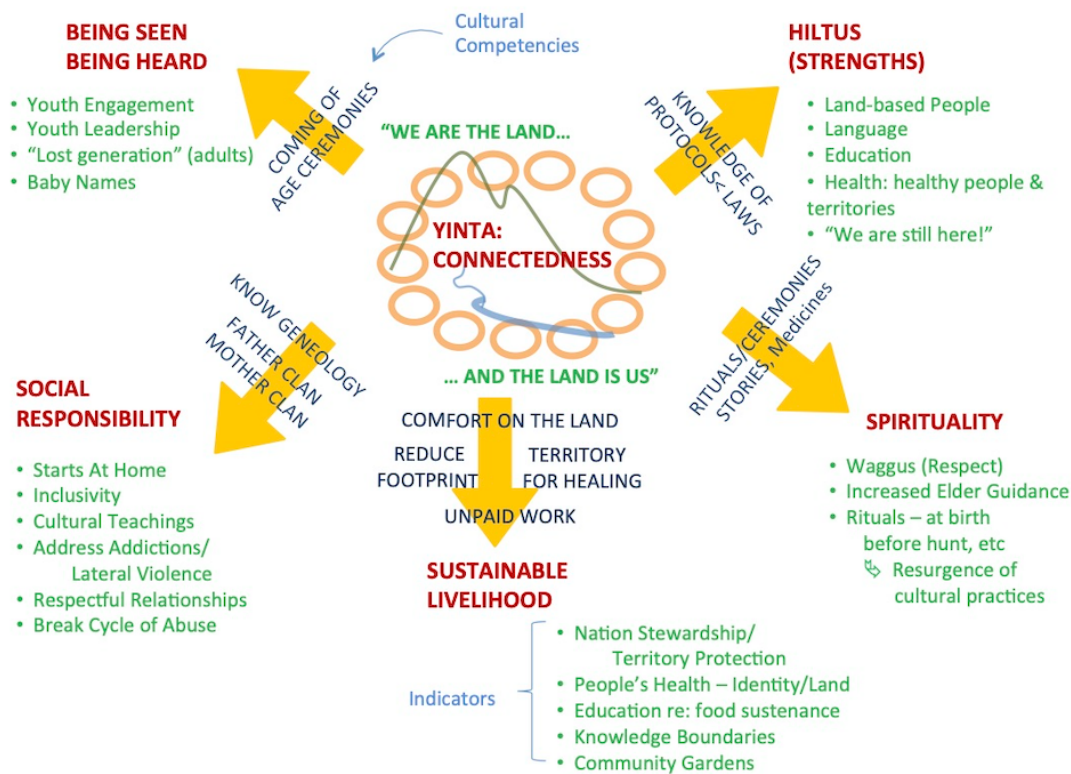 BEING SEEN
BEING HEARD
• Youth Engagement
• Youth Leadership
• “Lost generation” (adults)
• Baby Names
Cultural
Competencies
COMING OF
AGE CEREMONIES
“WE ARE THE LAND...
YINTA:
CONNECTEDNESS
... AND THE LAND IS US”
KNOWLEDGE OF
PROTOCOLS< LAWS
HILTUS
(STRENGTHS)
• Land-based People
• Language
• Education
• Health: healthy people &
territories
• “We are still here!”
KNOW GENEOLOGY
FATHER CLAN
MOTHER CLAN
SOCIAL
RESPONSIBILITY
• Starts At Home
• Inclusivity
• Cultural Teachings
• Address Addictions/
Lateral Violence
• Respectful Relationships
• Break Cycle of Abuse
COMFORT ON THE LAND
REDUCE
FOOTPRINT
TERRITORY
FOR HEALING
UNPAID WORK
SUSTAINABLE
LIVELIHOOD
Indicators
• Nation Stewardship/
Territory Protection
• People’s Health – Identity/Land
• Education re: food sustenance
• Knowledge Boundaries
• Community Gardens
RITUALS/CEREMONIES
STORIES, Medicines
SPIRITUALITY
• Waggus (Respect)
• Increased Elder Guidance
• Rituals – at birth
before hunt, etc
Resurgence of
cultural practices